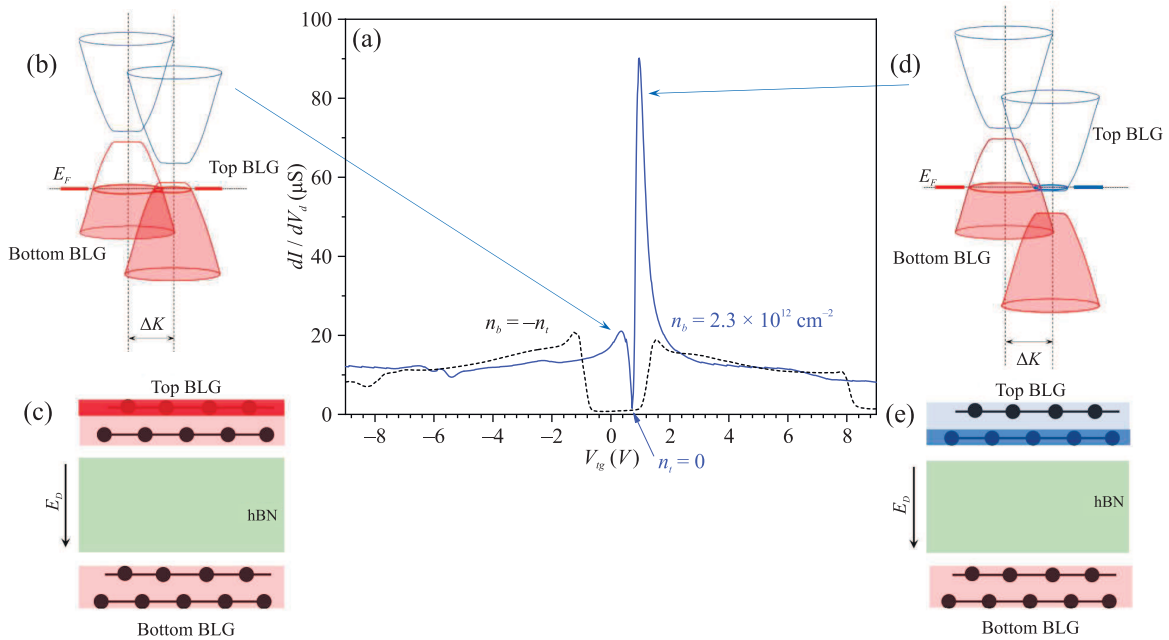 (b)
E_F
Top BLG
Bottom BLG
ΔK
(a)
dI / dV_d (µS)
100
80
60
40
20
0
n_b = –n_t
n_b = 2.3 × 10^12 cm^–2
–8
–6
–4
–2
0
2
4
6
8
V_tg (V)
n_t = 0
(d)
Top BLG
E_F
Bottom BLG
ΔK
Top BLG
(c)
E_D
hBN
Bottom BLG
Top BLG
(e)
E_D
hBN
Bottom BLG